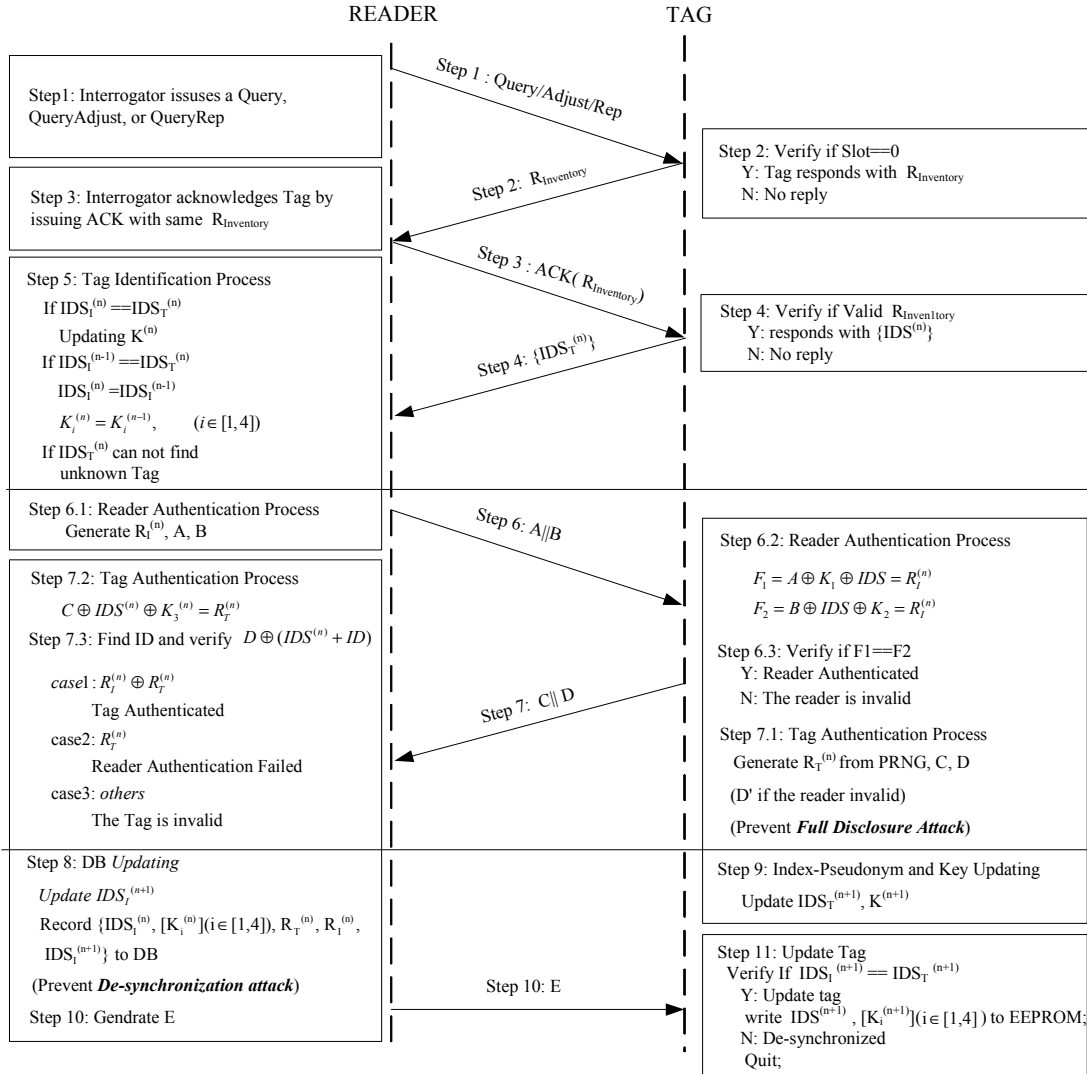 READER
TAG
Step1: Interrogator issuses a Query,
QueryAdjust, or QueryRep
Step 1 : Query/Adjust/Rep
Step 2: Verify if Slot==0
Y: Tag responds with R_Inventory
N: No reply
Step 2: R_Inventory
Step 3: Interrogator acknowledges Tag by
issuing ACK with same R_Inventory
Step 3 : ACK( R_Inventory)
Step 4: Verify if Valid R_Inven1tory
Y: responds with {IDS^(n)}
N: No reply
Step 4: {IDS_T^(n)}
Step 5: Tag Identification Process
If IDS_I^(n) ==IDS_T^(n)
Updating K^(n)
If IDS_I^(n-1) ==IDS_T^(n)
IDS_I^(n) =IDS_I^(n-1)
K_i^(n) = K_i^(n−1), (i∈[1,4])
If IDS_T^(n) can not find
unknown Tag
Step 6.1: Reader Authentication Process
Generate R_I^(n), A, B
Step 6: A||B
Step 6.2: Reader Authentication Process
F_1 = A ⊕ K_1 ⊕ IDS = R_I^(n)
F_2 = B ⊕ IDS ⊕ K_2 = R_I^(n)
Step 6.3: Verify if F1==F2
Y: Reader Authenticated
N: The reader is invalid
Step 7.1: Tag Authentication Process
Generate R_T^(n) from PRNG, C, D
(D' if the reader invalid)
(Prevent Full Disclosure Attack)
Step 7: C|| D
Step 7.2: Tag Authentication Process
C ⊕ IDS^(n) ⊕ K_3^(n) = R_T^(n)
Step 7.3: Find ID and verify D ⊕ (IDS^(n) + ID)
case1 : R_I^(n) ⊕ R_T^(n)
Tag Authenticated
case2: R_T^(n)
Reader Authentication Failed
case3: others
The Tag is invalid
Step 8: DB Updating
Update IDS_I^(n+1)
Record {IDS_I^(n), [K_i^(n)](i∈[1,4]), R_T^(n), R_I^(n),
IDS_I^(n+1)} to DB
(Prevent De-synchronization attack)
Step 10: Gendrate E
Step 9: Index-Pseudonym and Key Updating
Update IDS_T^(n+1), K^(n+1)
Step 10: E
Step 11: Update Tag
Verify If IDS_I^(n+1) == IDS_T^(n+1)
Y: Update tag
write IDS^(n+1) , [K_i^(n+1)](i∈[1,4] ) to EEPROM;
N: De-synchronized
Quit;